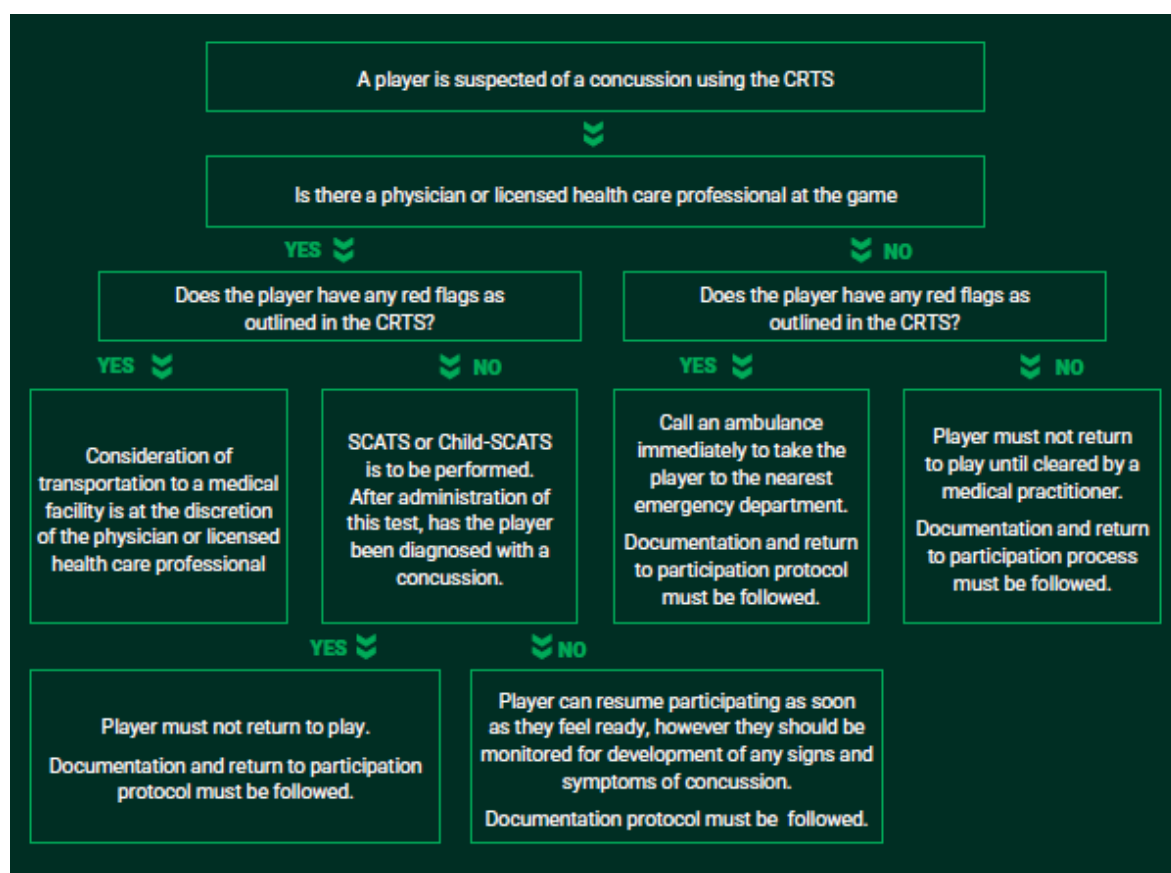 A player is suspected of a concussion using the CRTS
Is there a physician or licensed health care professional at the game
YES
NO
Does the player have any red flags as
outlined in the CRTS?
Does the player have any red flags as
outlined in the CRTS?
YES
NO
YES
NO
Consideration of
transportation to a medical
facility is at the discretion
of the physician or licensed
health care professional
SCATS or Child-SCATS
is to be performed.
After administration of
this test, has the player
been diagnosed with a
concussion.
Call an ambulance
immediately to take the
player to the nearest
emergency department.
Documentation and return
to participation protocol
must be followed.
Player must not return
to play until cleared by a
medical practitioner.
Documentation and return
to participation process
must be followed.
YES
NO
Player must not return to play.
Documentation and return to participation
protocol must be followed.
Player can resume participating as soon
as they feel ready, however they should be
monitored for development of any signs and
symptoms of concussion.
Documentation protocol must be followed.